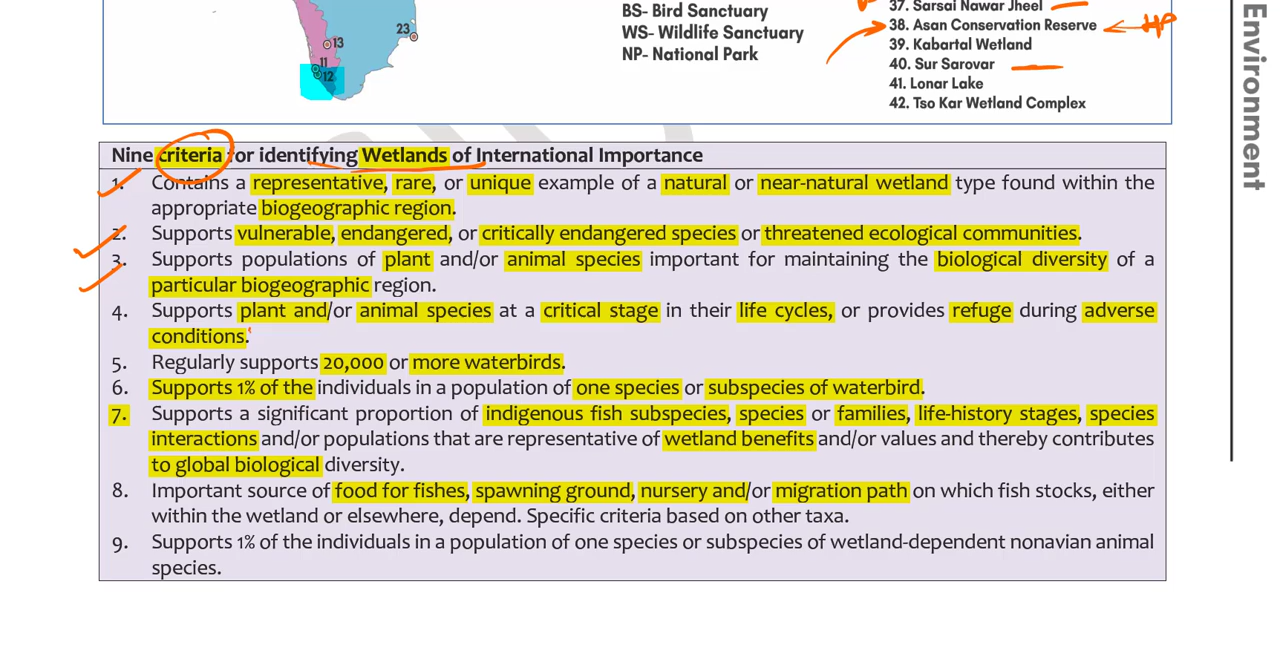 BS- Bird Sanctuary
WS- Wildlife Sanctuary
NP- National Park
23
13
11
12
37. Sarsai Nawar Jheel
38. Asan Conservation Reserve
HP
39. Kabartal Wetland
40. Sur Sarovar
41. Lonar Lake
42. Tso Kar Wetland Complex
Environment
Nine criteria for identifying Wetlands of International Importance
1. Contains a representative, rare, or unique example of a natural or near-natural wetland type found within the
appropriate biogeographic region.
2. Supports vulnerable, endangered, or critically endangered species or threatened ecological communities.
3. Supports populations of plant and/or animal species important for maintaining the biological diversity of a
particular biogeographic region.
4. Supports plant and/or animal species at a critical stage in their life cycles, or provides refuge during adverse
conditions.
5. Regularly supports 20,000 or more waterbirds.
6. Supports 1% of the individuals in a population of one species or subspecies of waterbird.
7. Supports a significant proportion of indigenous fish subspecies, species or families, life-history stages, species
interactions and/or populations that are representative of wetland benefits and/or values and thereby contributes
to global biological diversity.
8. Important source of food for fishes, spawning ground, nursery and/or migration path on which fish stocks, either
within the wetland or elsewhere, depend. Specific criteria based on other taxa.
9. Supports 1% of the individuals in a population of one species or subspecies of wetland-dependent nonavian animal
species.